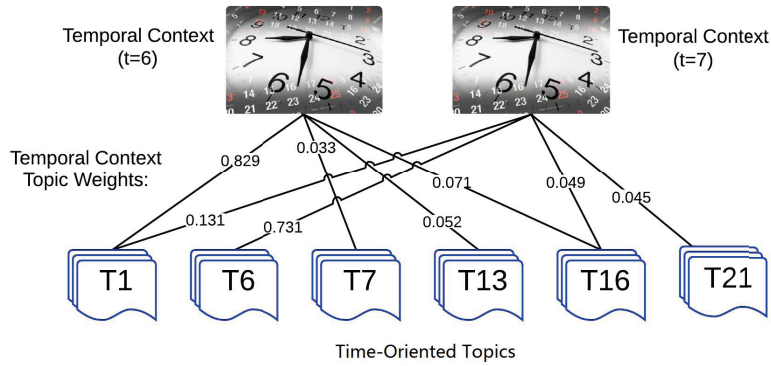 Temporal Context
(t=6)
Temporal Context
(t=7)
Temporal Context
Topic Weights:
0.829
0.033
0.071
0.049
0.045
0.131
0.731
0.052
T1
T6
T7
T13
T16
T21
Time-Oriented Topics